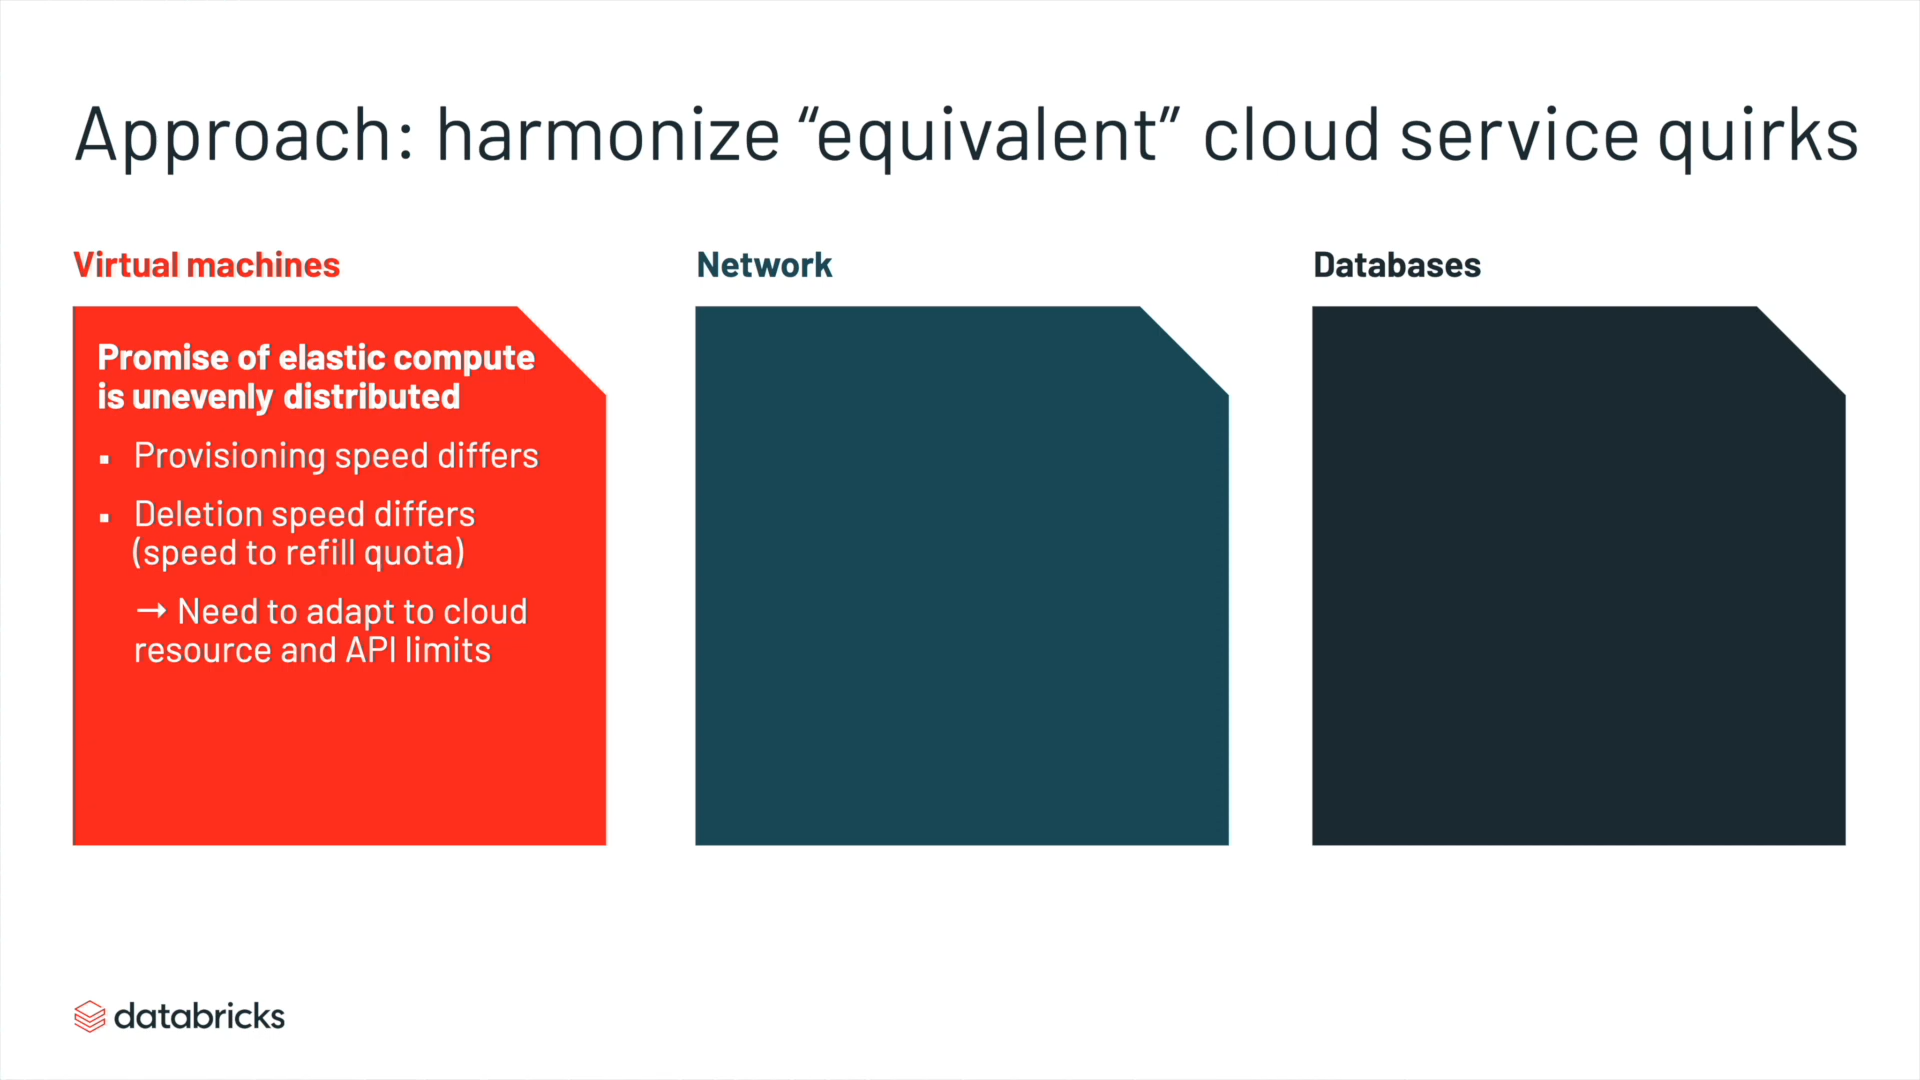 Approach: harmonize “equivalent” cloud service quirks
Virtual machines
Promise of elastic compute
is unevenly distributed
▪ Provisioning speed differs
▪ Deletion speed differs
(speed to refill quota)
→ Need to adapt to cloud
resource and API limits
Network
Databases
databricks